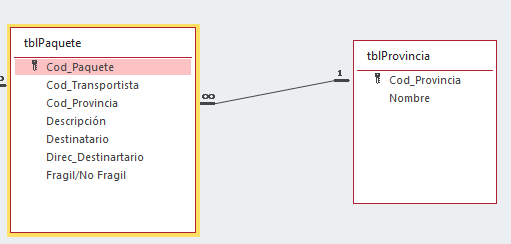 tblPaquete
Cod_Paquete
Cod_Transportista
Cod_Provincia
Descripción
Destinatario
Direc_Destinartario
Fragil/No Fragil
∞
∞
1
tblProvincia
Cod_Provincia
Nombre